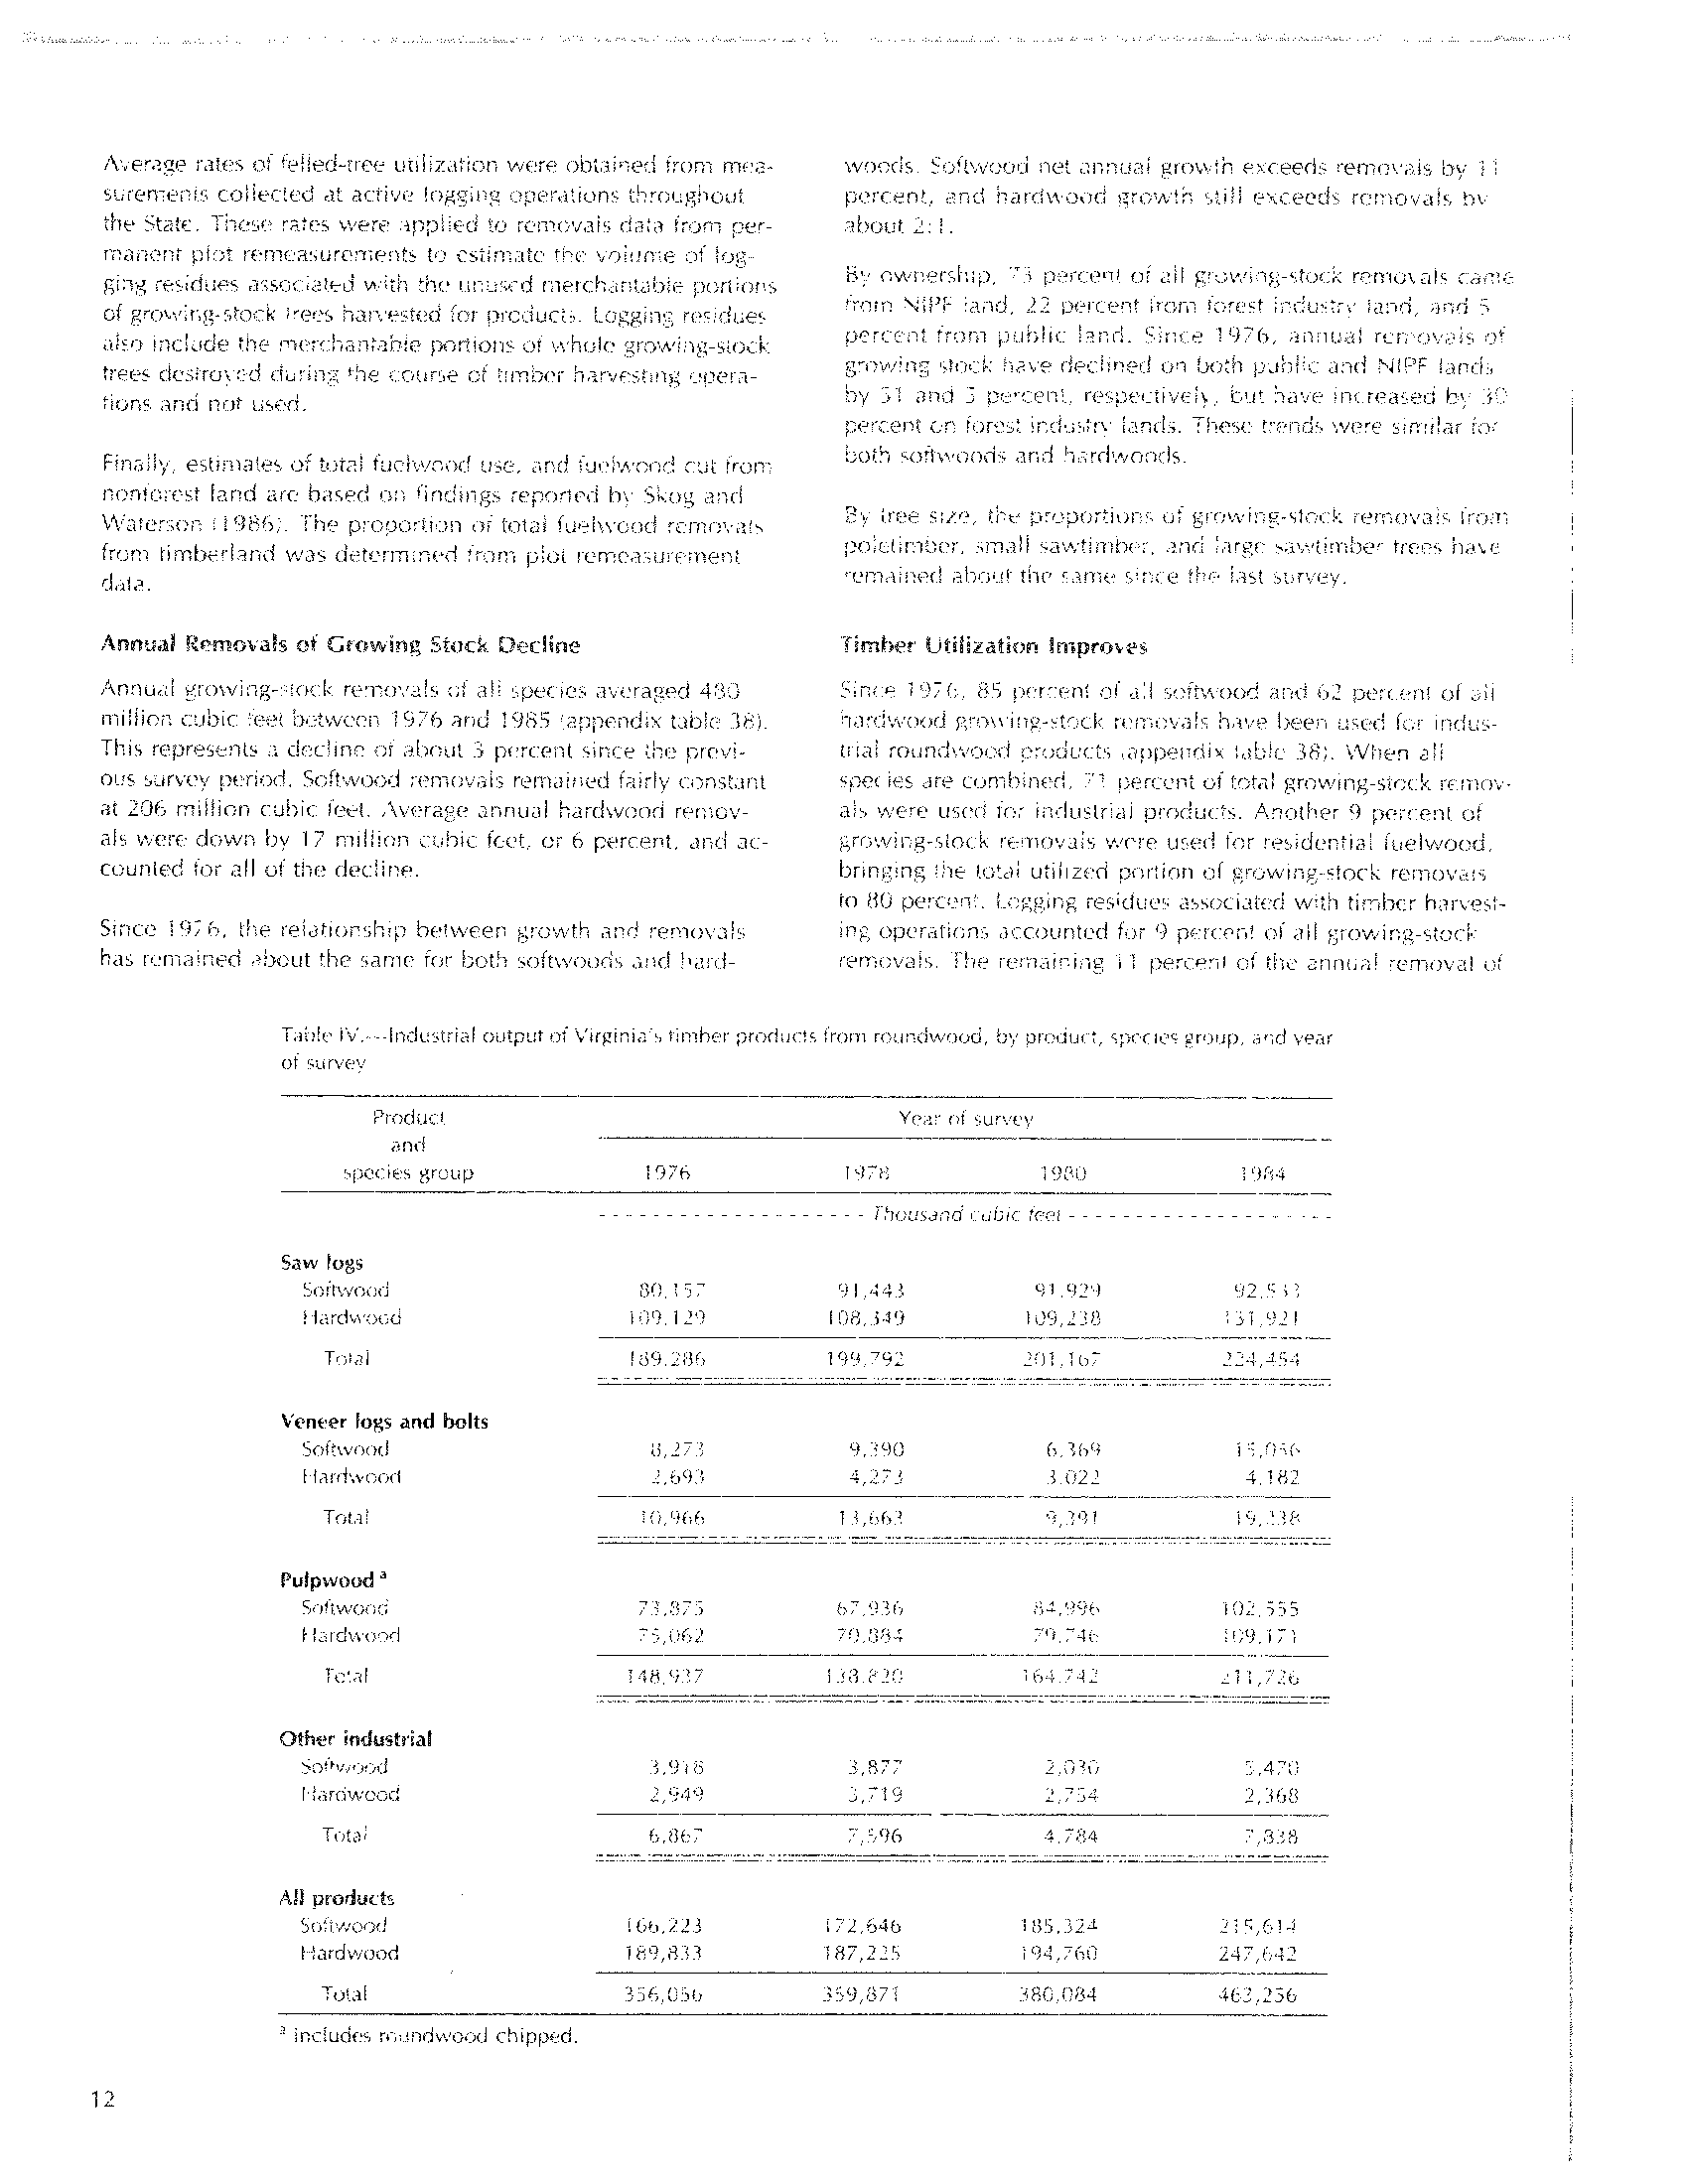 Average rates of felled-tree utilization were obtained from mea-
surements collected at active logging operations throughout
the State. These rates were applied to removals data from per-
manent plot remeasurements to estimate the volume of log-
ging residues associated with the unused merchantable portions
of growing-stock trees harvested for products. Logging residues
also include the merchantable portions of whole growing-stock
trees destroyed during the course of timber harvesting opera-
tions and not used.
Finally, estimates of total fuelwood use, and fuelwood cut from
nonforest land are based on findings reported by Skog and
Waterson (1986). The proportion of total fuelwood removals
from timberland was determined from plot remeasurement
data.
Annual Removals of Growing Stock Decline
Annual growing-stock removals of all species averaged 480
million cubic feet between 1976 and 1985 (appendix table 38).
This represents a decline of about 3 percent since the previ-
ous survey period. Softwood removals remained fairly constant
at 206 million cubic feet. Average annual hardwood remov-
als were down by 17 million cubic feet, or 6 percent, and ac-
counted for all of the decline.
Since 1976, the relationship between growth and removals
has remained about the same for both softwoods and hard-
woods. Softwood net annual growth exceeds removals by 11
percent, and hardwood growth still exceeds removals by
about 2:1.
By ownership, 73 percent of all growing-stock removals came
from NIPF land, 22 percent from forest industry land, and 5
percent from public land. Since 1976, annual removals of
growing stock have declined on both public and NIPF lands
by 51 and 5 percent, respectively, but have increased by 30
percent on forest industry lands. These trends were similar for
both softwoods and hardwoods.
By tree size, the proportions of growing-stock removals from
poletimber, small sawtimber, and large sawtimber trees have
remained about the same since the last survey.
Timber Utilization Improves
Since 1976, 85 percent of all softwood and 62 percent of all
hardwood growing-stock removals have been used for indus-
trial roundwood products (appendix table 38). When all
species are combined, 71 percent of total growing-stock remov-
als were used for industrial products. Another 9 percent of
growing-stock removals were used for residential fuelwood,
bringing the total utilized portion of growing-stock removals
to 80 percent. Logging residues associated with timber harvest-
ing operations accounted for 9 percent of all growing-stock
removals. The remaining 11 percent of the annual removal of
Table IV.—Industrial output of Virginia's timber products from roundwood, by product, species group, and year
of survey
Product
and
species group
Year of survey
1976 1978 1980 1984
Thousand cubic feet
Saw logs
Softwood 80,157 91,443 91,929 92,533
Hardwood 109,129 108,349 109,238 131,921
Total 189,286 199,792 201,167 224,454
Veneer logs and bolts
Softwood 8,273 9,390 6,369 15,056
Hardwood 2,693 4,273 3,022 4,182
Total 10,966 13,663 9,391 19,238
Pulpwood a
Softwood 73,875 67,936 84,996 102,555
Hardwood 75,062 70,884 79,746 109,171
Total 148,937 138,820 164,742 211,726
Other industrial
Softwood 3,918 3,877 2,030 5,470
Hardwood 2,949 3,719 2,754 2,368
Total 6,867 7,596 4,784 7,838
All products
Softwood 166,223 172,646 185,324 215,614
Hardwood 189,833 187,225 194,760 247,642
Total 356,056 359,871 380,084 463,256
a includes roundwood chipped.
12